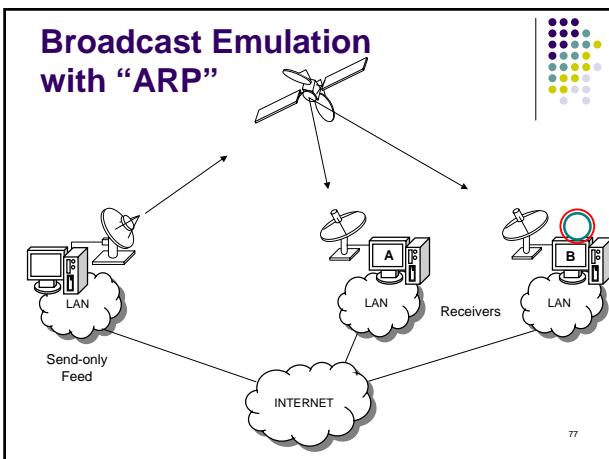 Broadcast Emulation
with “ARP”
A
B
LAN
LAN
LAN
Receivers
Send-only
Feed
INTERNET
77